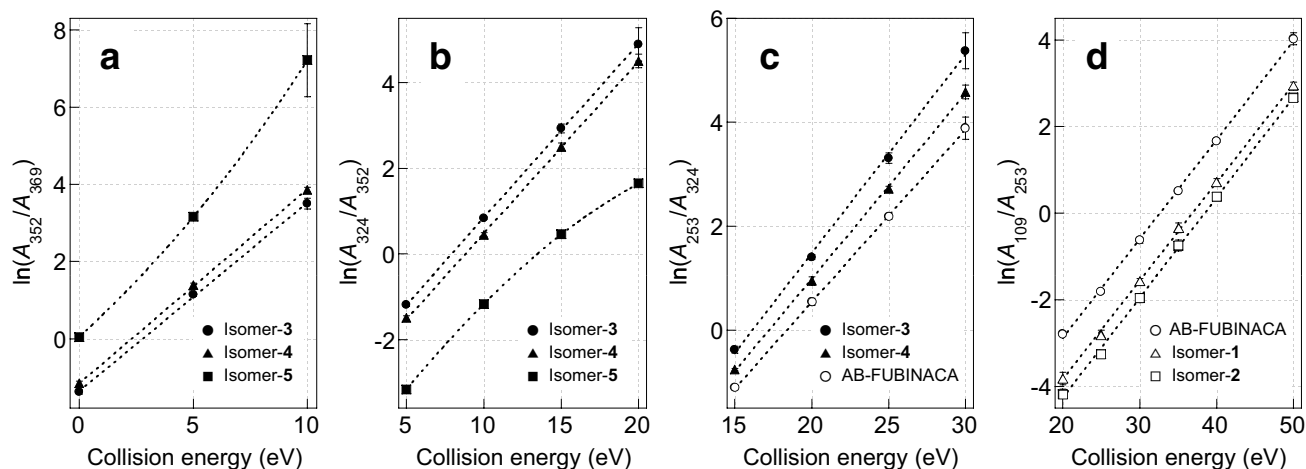 a
ln(A352/A369)
8
6
4
2
0
0
5
10
Collision energy (eV)
Isomer-3
Isomer-4
Isomer-5
b
ln(A324/A352)
4
2
0
-2
5
10
15
20
Collision energy (eV)
Isomer-3
Isomer-4
Isomer-5
c
ln(A253/A324)
6
4
2
0
15
20
25
30
Collision energy (eV)
Isomer-3
Isomer-4
AB-FUBINACA
d
ln(A109/A253)
4
2
0
-2
-4
20
30
40
50
Collision energy (eV)
AB-FUBINACA
Isomer-1
Isomer-2